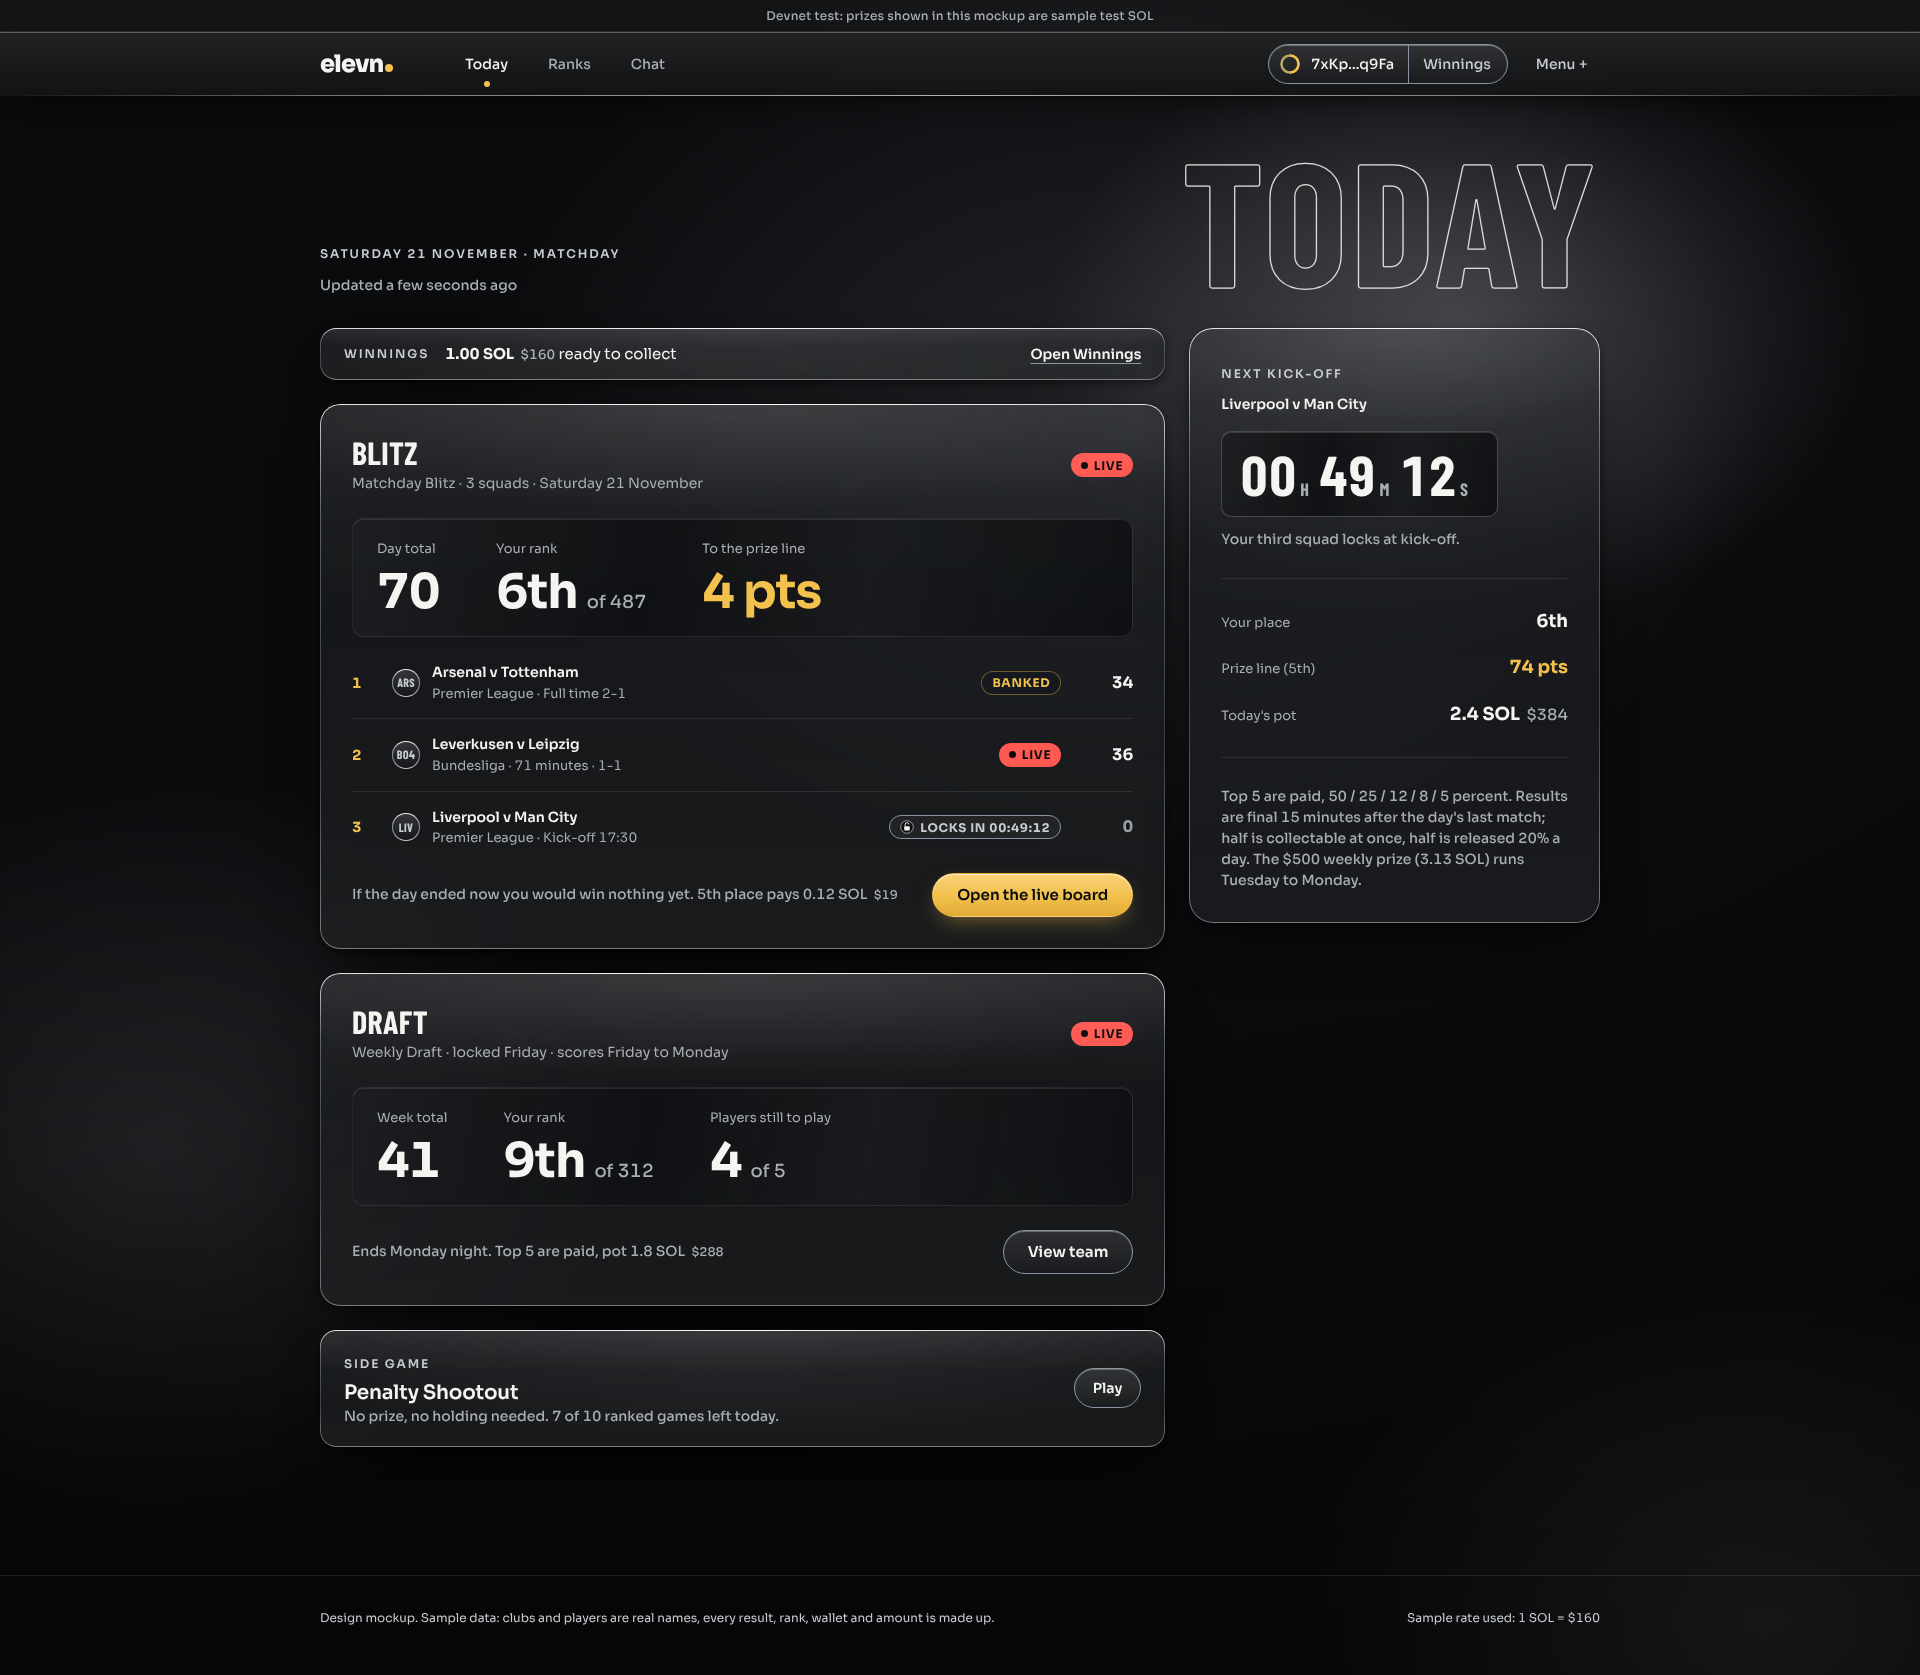 Devnet test: prizes shown in this mockup are sample test SOL
elevn.
Today
Ranks
Chat
7xKp...q9Fa
Winnings
Menu +
TODAY
SATURDAY 21 NOVEMBER · MATCHDAY
Updated a few seconds ago
WINNINGS 1.00 SOL $160 ready to collect
Open Winnings
BLITZ
Matchday Blitz · 3 squads · Saturday 21 November
LIVE
Day total
70
Your rank
6th of 487
To the prize line
4 pts
1
ARS
Arsenal v Tottenham
Premier League · Full time 2-1
BANKED
34
2
B04
Leverkusen v Leipzig
Bundesliga · 71 minutes · 1-1
LIVE
36
3
LIV
Liverpool v Man City
Premier League · Kick-off 17:30
LOCKS IN 00:49:12
0
If the day ended now you would win nothing yet. 5th place pays 0.12 SOL $19
Open the live board
NEXT KICK-OFF
Liverpool v Man City
00 H 49 M 12 S
Your third squad locks at kick-off.
Your place
6th
Prize line (5th)
74 pts
Today's pot
2.4 SOL $384
Top 5 are paid, 50 / 25 / 12 / 8 / 5 percent. Results
are final 15 minutes after the day's last match;
half is collectable at once, half is released 20% a
day. The $500 weekly prize (3.13 SOL) runs
Tuesday to Monday.
DRAFT
Weekly Draft · locked Friday · scores Friday to Monday
LIVE
Week total
41
Your rank
9th of 312
Players still to play
4 of 5
Ends Monday night. Top 5 are paid, pot 1.8 SOL $288
View team
SIDE GAME
Penalty Shootout
No prize, no holding needed. 7 of 10 ranked games left today.
Play
Design mockup. Sample data: clubs and players are real names, every result, rank, wallet and amount is made up.
Sample rate used: 1 SOL = $160